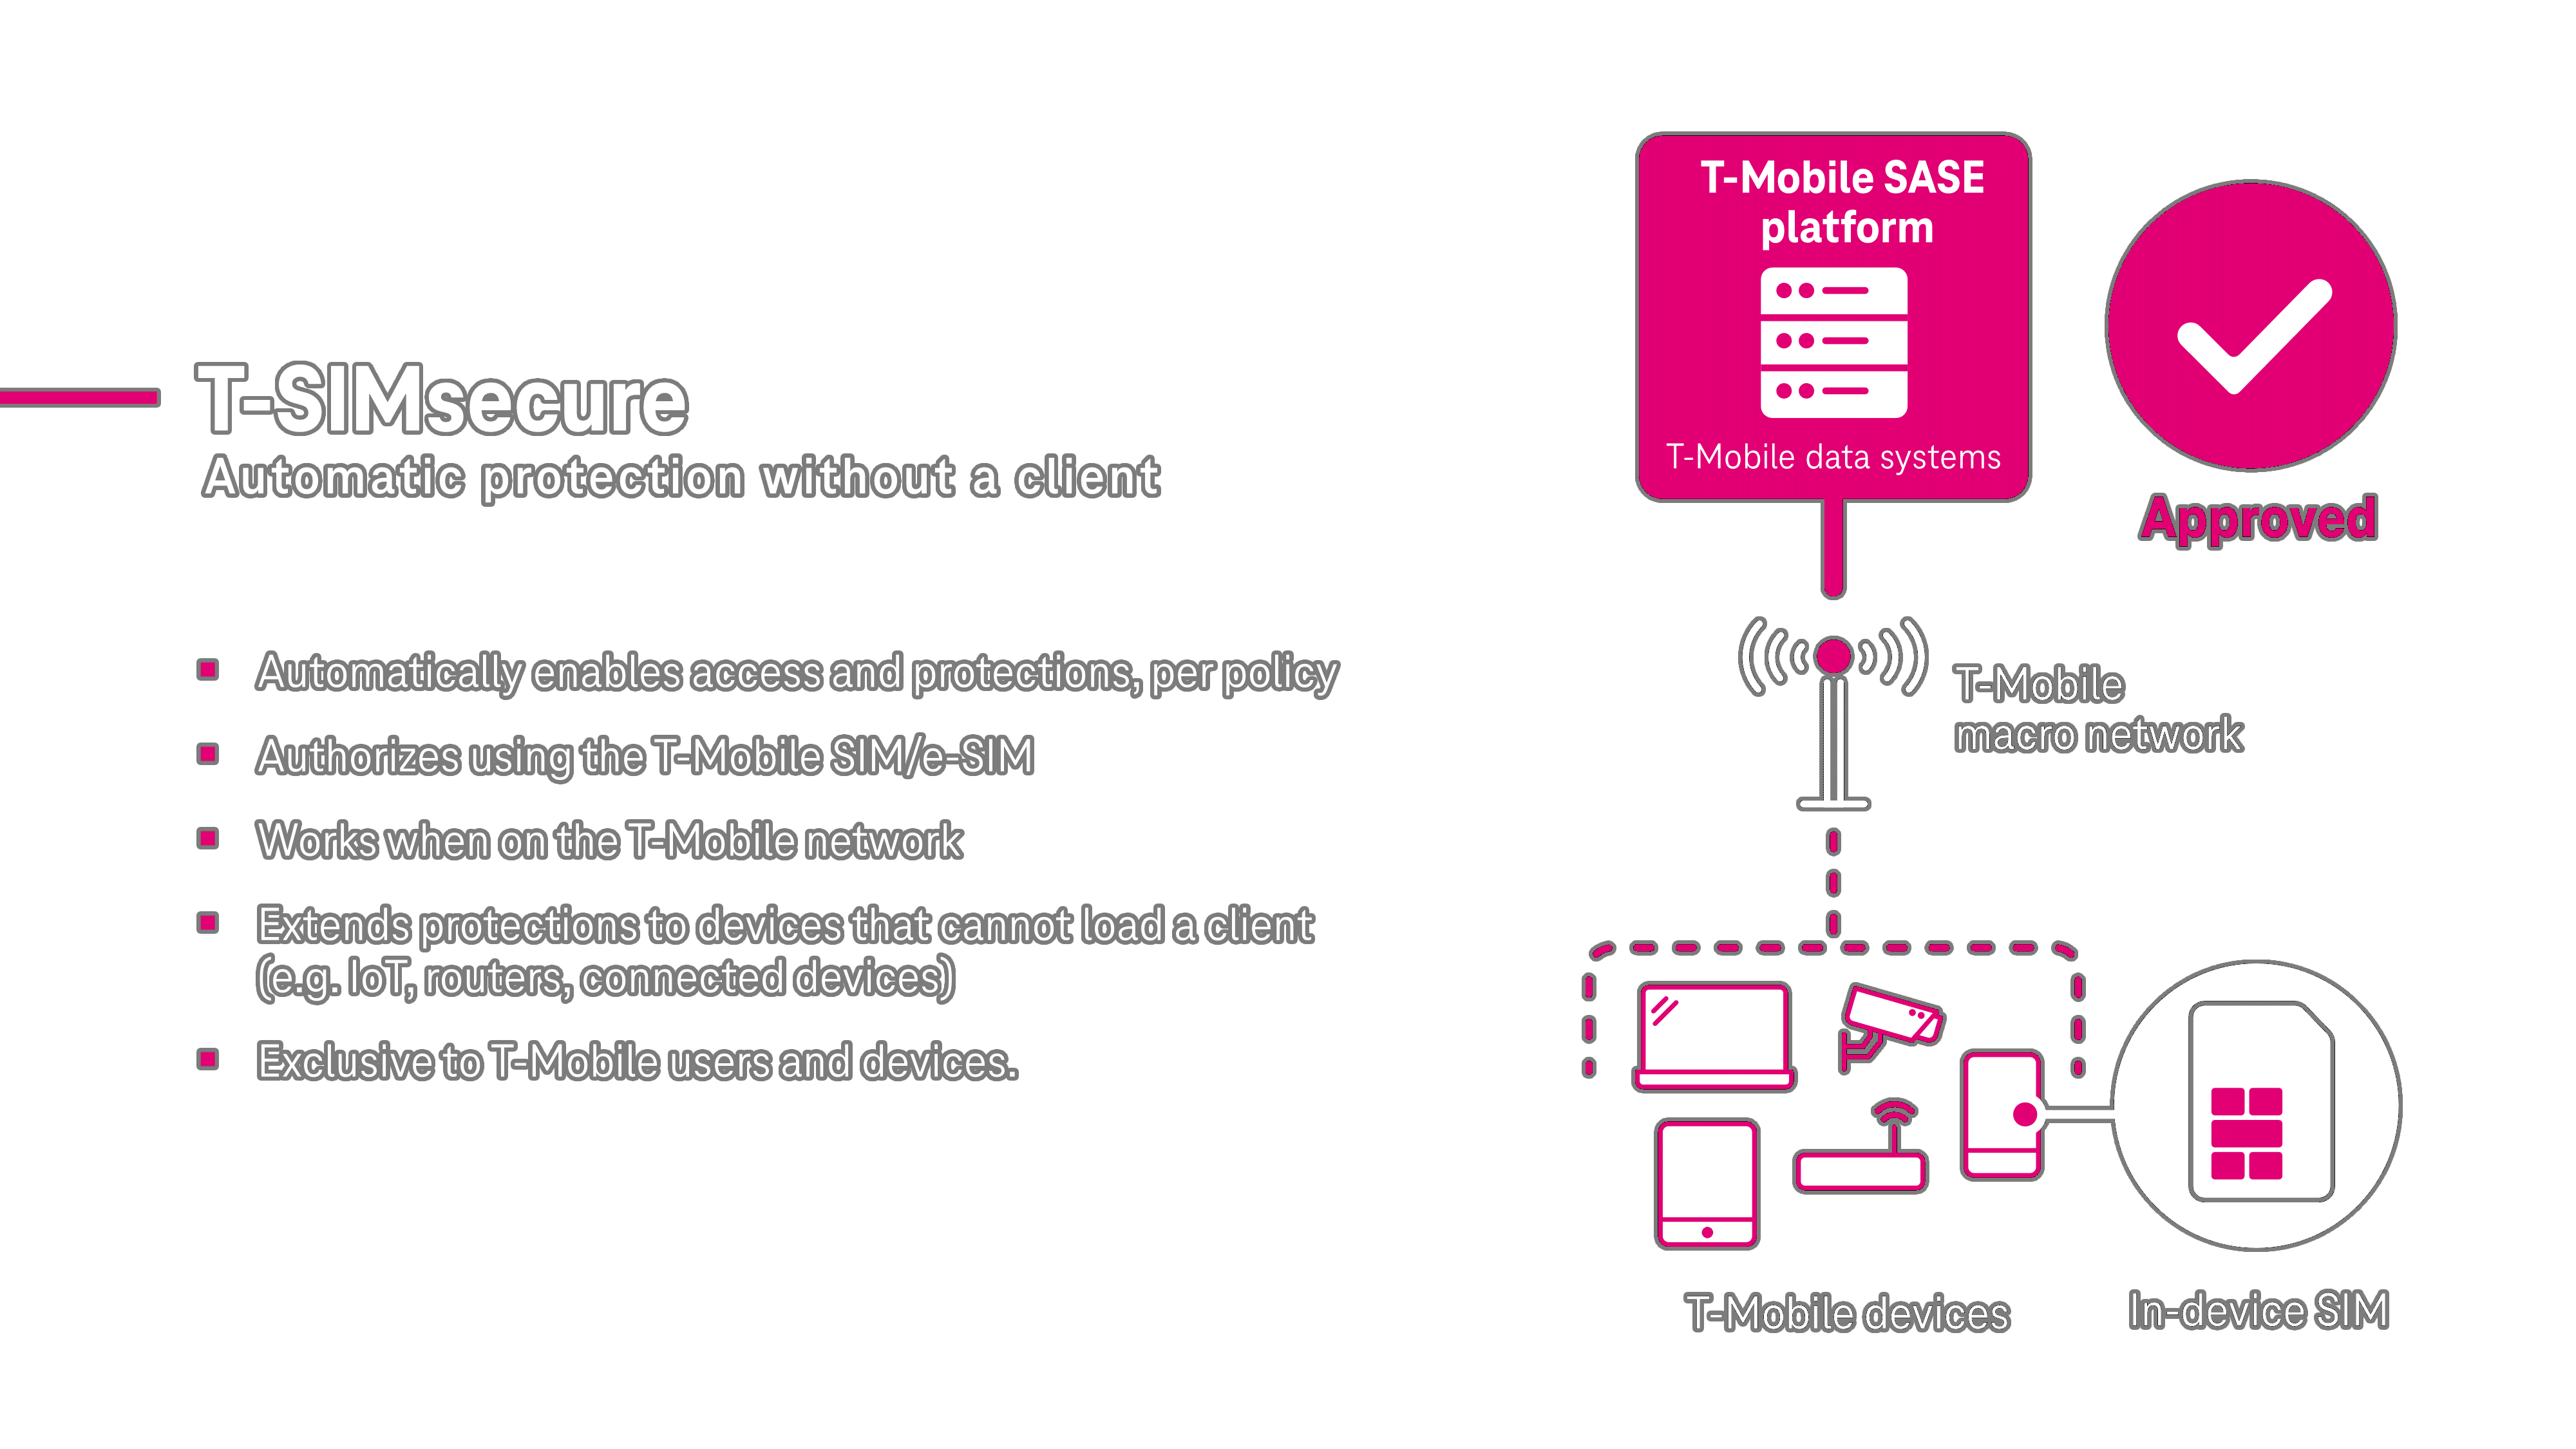 T-SIMsecure
Automatic protection without a client
Automatically enables access and protections, per policy
Authorizes using the T-Mobile SIM/e-SIM
Works when on the T-Mobile network
Extends protections to devices that cannot load a client
(e.g. IoT, routers, connected devices)
Exclusive to T-Mobile users and devices.
T-Mobile SASE
platform
T-Mobile data systems
Approved
T-Mobile
macro network
T-Mobile devices
In-device SIM